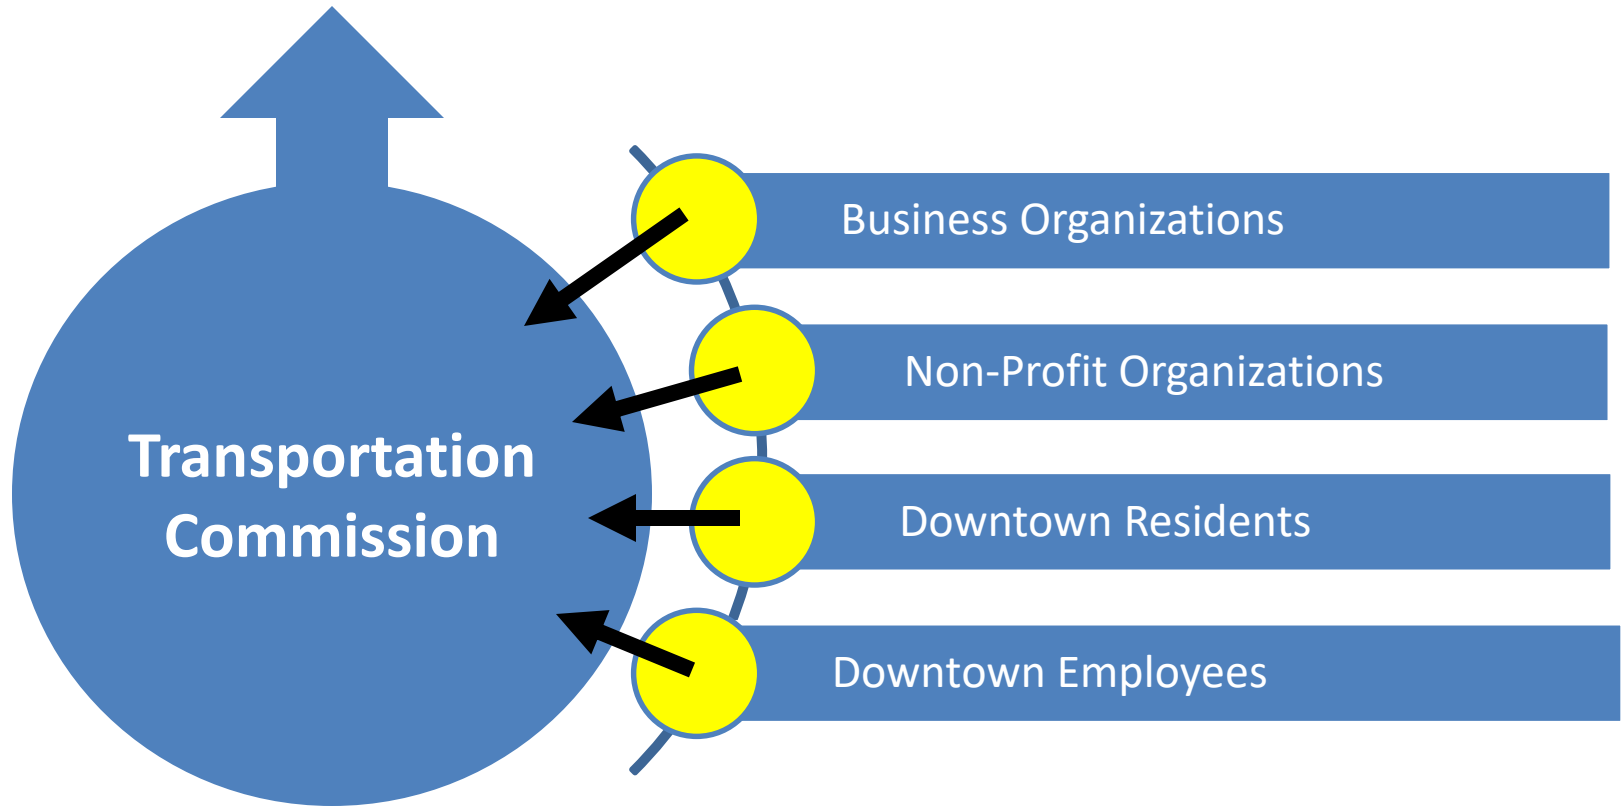 Business Organizations
Non-Profit Organizations
Transportation
Commission
Downtown Residents
Downtown Employees